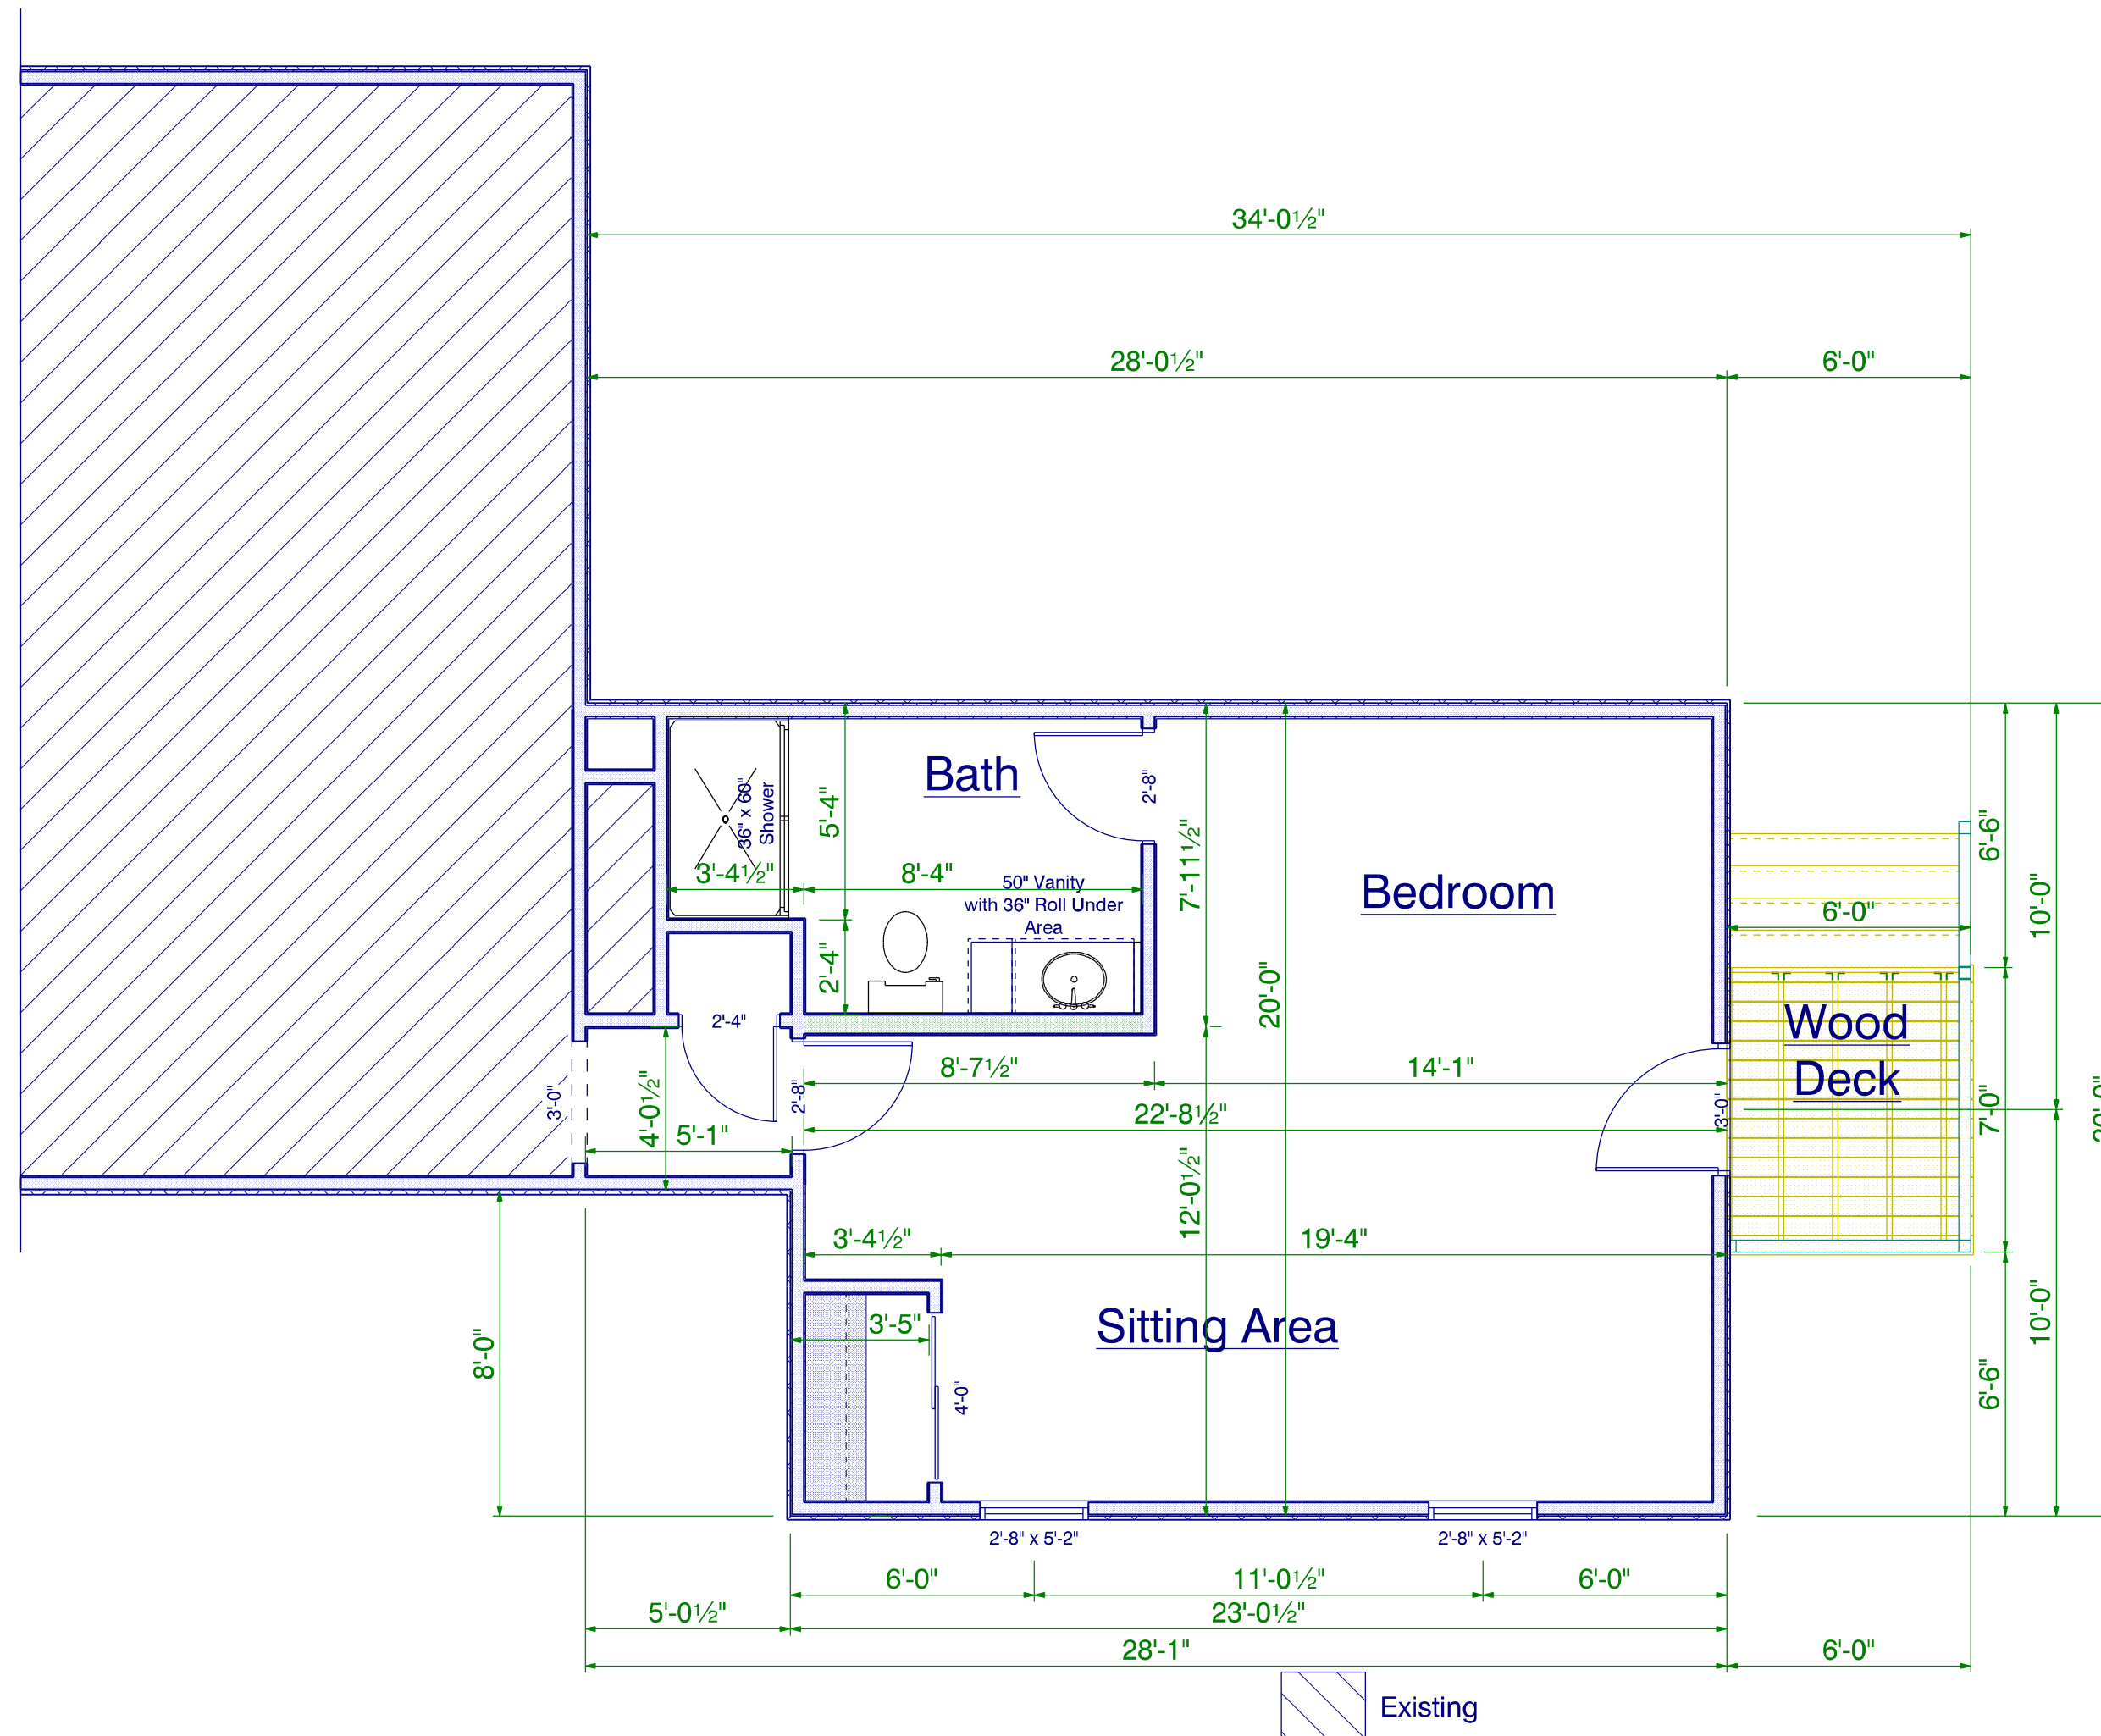 34'-0½"
28'-0½"
6'-0"
Bath
36" x 60"
Shower
5'-4"
2'-8"
3'-4½"
8'-4"
50" Vanity
with 36" Roll Under
Area
7'-11½"
Bedroom
6'-6"
10'-0"
6'-0"
2'-4"
2'-4"
20'-0"
Wood
Deck
3'-0"
4'-0½"
5'-1"
2'-8"
8'-7½"
14'-1"
22'-8½"
3'-0"
7'-0"
12'-0½"
3'-4½"
19'-4"
8'-0"
3'-5"
Sitting Area
4'-0"
6'-6"
10'-0"
2'-8" x 5'-2"
2'-8" x 5'-2"
6'-0"
11'-0½"
6'-0"
5'-0½"
23'-0½"
28'-1"
6'-0"
Existing